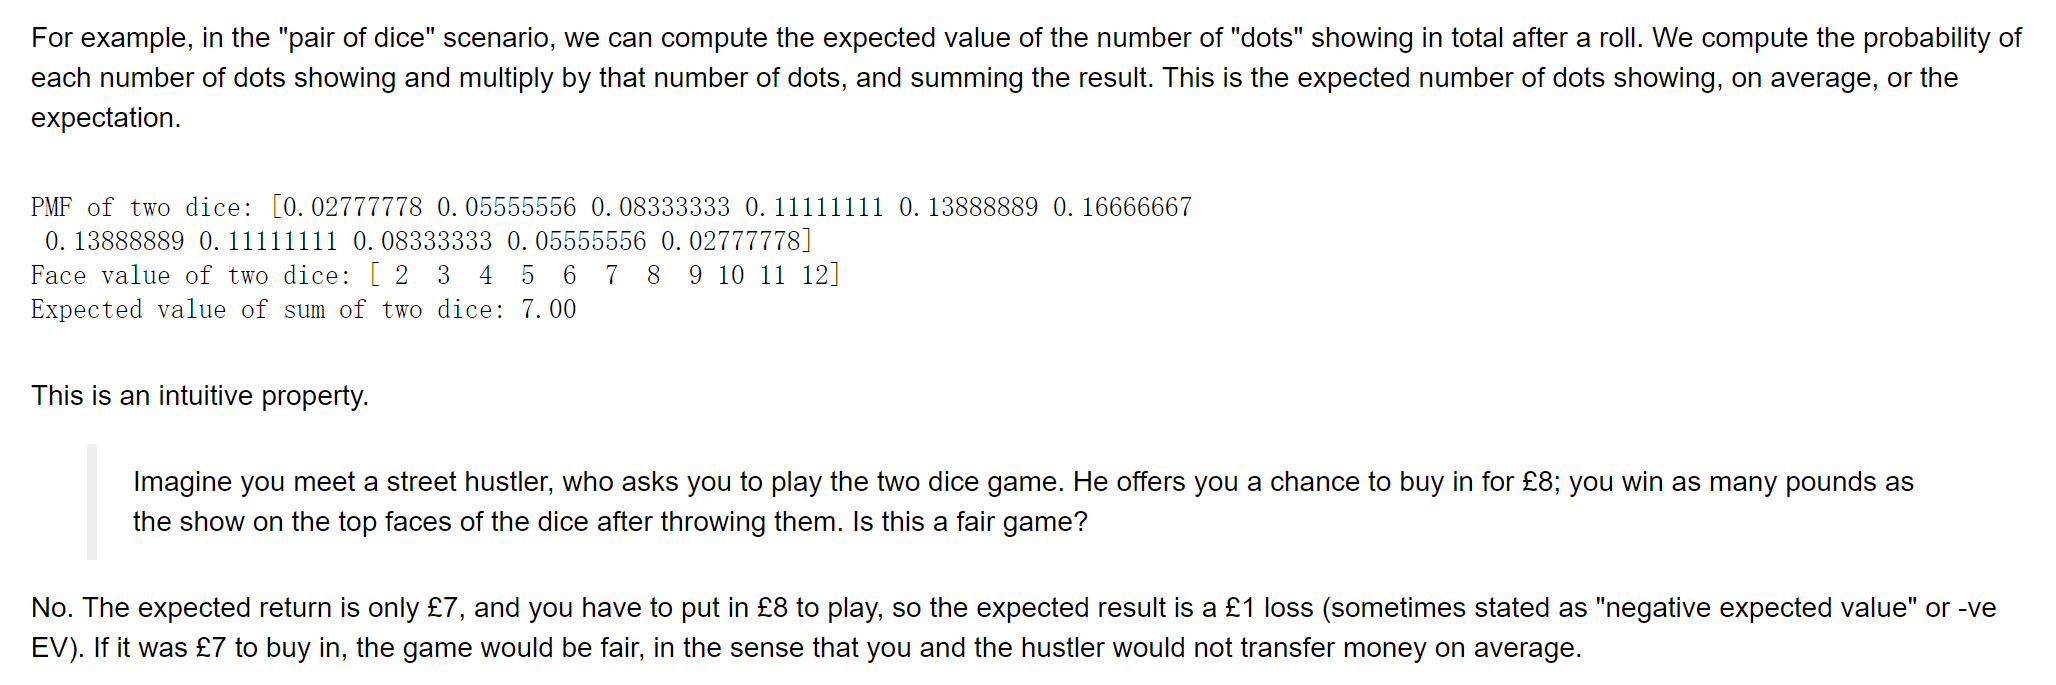 For example, in the "pair of dice" scenario, we can compute the expected value of the number of "dots" showing in total after a roll. We compute the probability of
each number of dots showing and multiply by that number of dots, and summing the result. This is the expected number of dots showing, on average, or the
expectation.
PMF of two dice: [0.02777778 0.05555556 0.08333333 0.11111111 0.13888889 0.16666667
0.13888889 0.11111111 0.08333333 0.05555556 0.02777778]
Face value of two dice: [ 2 3 4 5 6 7 8 9 10 11 12]
Expected value of sum of two dice: 7.00
This is an intuitive property.
Imagine you meet a street hustler, who asks you to play the two dice game. He offers you a chance to buy in for £8; you win as many pounds as
the show on the top faces of the dice after throwing them. Is this a fair game?
No. The expected return is only £7, and you have to put in £8 to play, so the expected result is a £1 loss (sometimes stated as "negative expected value" or -ve
EV). If it was £7 to buy in, the game would be fair, in the sense that you and the hustler would not transfer money on average.